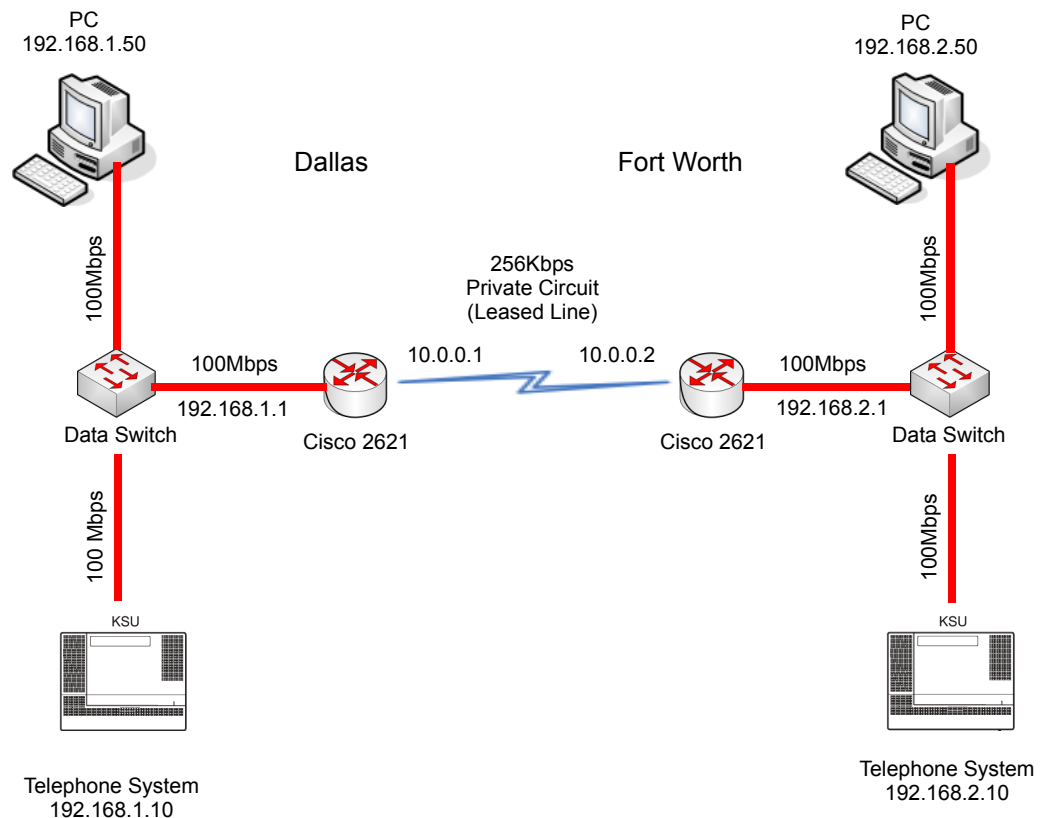 PC
192.168.1.50
PC
192.168.2.50
Dallas
Fort Worth
100Mbps
256Kbps
Private Circuit
(Leased Line)
100Mbps
100Mbps
10.0.0.1
10.0.0.2
100Mbps
192.168.1.1
192.168.2.1
Data Switch
Cisco 2621
Cisco 2621
Data Switch
100 Mbps
100Mbps
KSU
KSU
Telephone System
192.168.1.10
Telephone System
192.168.2.10